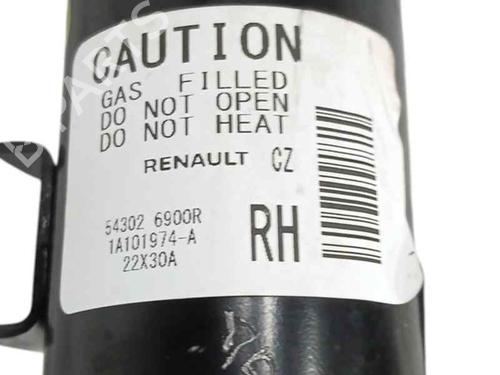 CAUTION
GAS FILLED
DO NOT OPEN
DO NOT HEAT
RENAULT CZ
54302 6900R
1A101974-A
22X30A
RH